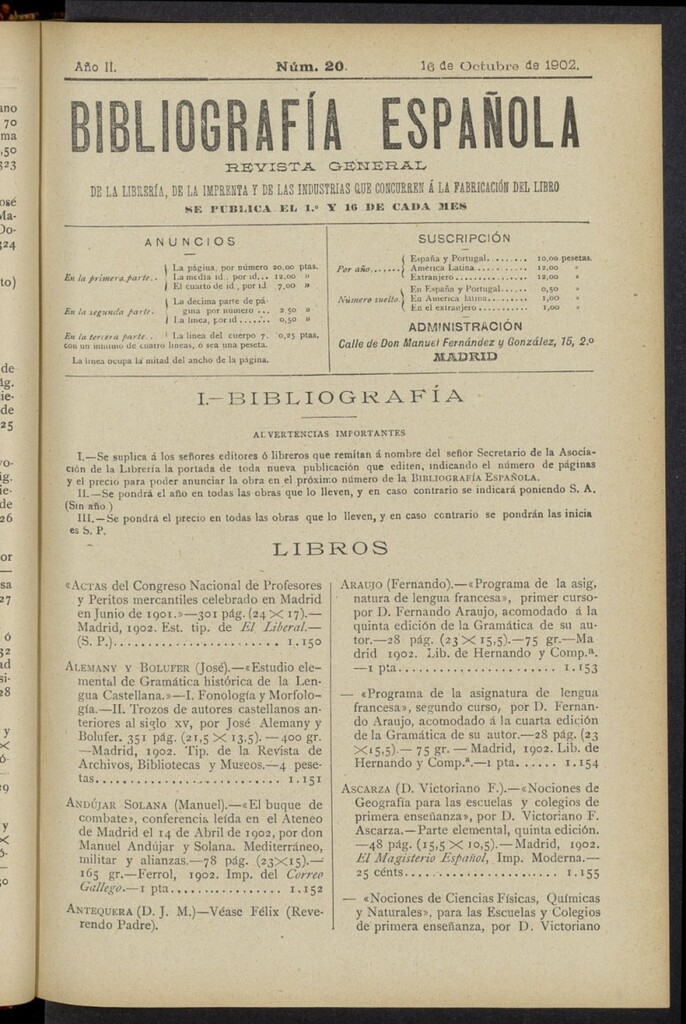 Año II.
Núm. 20.
16 de Octubre de 1902.
BIBLIOGRAFÍA ESPAÑOLA
REVISTA GENERAL
DE LA LIBRERÍA, DE LA IMPRENTA Y DE LAS INDUSTRIAS QUE CONCURREN Á LA FABRICACIÓN DEL LIBRO
SE PUBLICA EL 1.º Y 16 DE CADA MES
ANUNCIOS
En la primera parte..
La página, por número 20,00 ptas.
La media id., por id... 12,00 »
El cuarto de id, por id 7,00 »
En la segunda parte.
La décima parte de pá-
gina por número ... 2,50 »
La línea, por id ....... 0,50 »
En la tercera parte.. La línea del cuerpo 7. 0,25 ptas.
con un mínimo de cuatro líneas, ó sea una peseta.
La línea ocupa la mitad del ancho de la página.
SUSCRIPCIÓN
Por año.......
España y Portugal........ 10,00 pesetas.
América Latina........... 12,00 »
Extranjero............... 12,00 »
Número suelto.
En España y Portugal...... 0,50 »
En América latina......... 1,00 »
En el extranjero.......... 1,00 »
ADMINISTRACIÓN
Calle de Don Manuel Fernández y González, 15, 2.º
MADRID
I.—BIBLIOGRAFÍA
ADVERTENCIAS IMPORTANTES
I.—Se suplica á los señores editores ó libreros que remitan á nombre del señor Secretario de la Asocia-
ción de la Librería la portada de toda nueva publicación que editen, indicando el número de páginas
y el precio para poder anunciar la obra en el próximo número de la BIBLIOGRAFÍA ESPAÑOLA.
II.—Se pondrá el año en todas las obras que lo lleven, y en caso contrario se indicará poniendo S. A.
(Sin año.)
III.—Se pondrá el precio en todas las obras que lo lleven, y en caso contrario se pondrán las inicia
es S. P.
LIBROS
«ACTAS del Congreso Nacional de Profesores
y Peritos mercantiles celebrado en Madrid
en Junio de 1901.»—301 pág. (24 × 17).—
Madrid, 1902. Est. tip. de El Liberal.—
(S. P.)........................... 1.150
ALEMANY Y BOLUFER (José).—«Estudio ele-
mental de Gramática histórica de la Len-
gua Castellana.»—I. Fonología y Morfolo-
gía.—II. Trozos de autores castellanos an-
teriores al siglo XV, por José Alemany y
Bolufer. 351 pág. (21,5 × 13,5). — 400 gr.
—Madrid, 1902. Tip. de la Revista de
Archivos, Bibliotecas y Museos.—4 pese-
tas............................... 1.151
ANDÚJAR SOLANA (Manuel).—«El buque de
combate», conferencia leída en el Ateneo
de Madrid el 14 de Abril de 1902, por don
Manuel Andújar y Solana. Mediterráneo,
militar y alianzas.—78 pág. (23×15).—
165 gr.—Ferrol, 1902. Imp. del Correo
Gallego.—1 pta.................. 1.152
ANTEQUERA (D. J. M.)—Véase Félix (Reve-
rendo Padre).
ARAUJO (Fernando).—«Programa de la asig,
natura de lengua francesa», primer curso-
por D. Fernando Araujo, acomodado á la
quinta edición de la Gramática de su au-
tor.—28 pág. (23 × 15,5).—75 gr.—Ma
drid 1902. Lib. de Hernando y Comp.ª.
—1 pta........................... 1.153
— «Programa de la asignatura de lengua
francesa», segundo curso, por D. Fernan-
do Araujo, acomodado á la cuarta edición
de la Gramática de su autor.—28 pág. (23
×15,5).— 75 gr. — Madrid, 1902. Lib. de
Hernando y Comp.ª.—1 pta...... 1.154
ASCARZA (D. Victoriano F.).—«Nociones de
Geografía para las escuelas y colegios de
primera enseñanza», por D. Victoriano F.
Ascarza.—Parte elemental, quinta edición.
—48 pág. (15,5 × 10,5).—Madrid, 1902.
El Magisterio Español, Imp. Moderna.—
25 cénts.......................... 1.155
— «Nociones de Ciencias Físicas, Químicas
y Naturales», para las Escuelas y Colegios
de primera enseñanza, por D. Victoriano